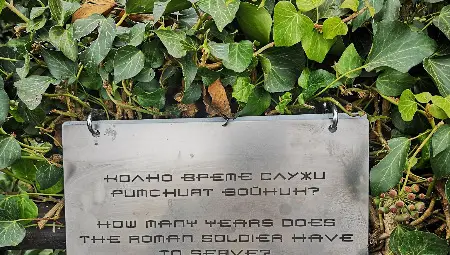 КОЛКО ВРЕМЕ СЛУЖИ
РИМСКИЯТ ВОЙНИК?
HOW MANY YEARS DOES
THE ROMAN SOLDIER HAVE
TO SERVE?